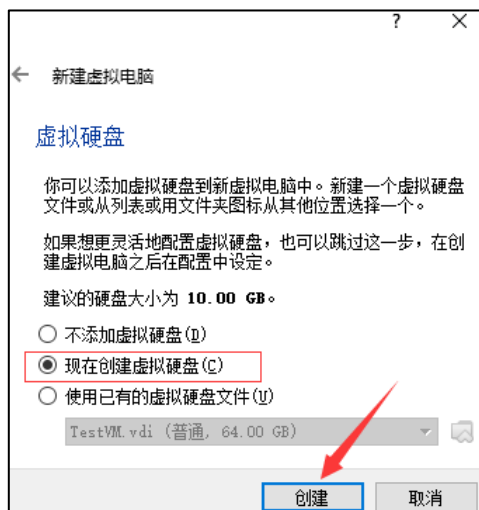 ?
新建虚拟电脑
虚拟硬盘
你可以添加虚拟硬盘到新虚拟电脑中。新建一个虚拟硬盘
文件或从列表或用文件夹图标从其他位置选择一个。
如果想更灵活地配置虚拟硬盘，也可以跳过这一步，在创
建虚拟电脑之后在配置中设定。
建议的硬盘大小为 10.00 GB。
不添加虚拟硬盘(D)
现在创建虚拟硬盘(C)
使用已有的虚拟硬盘文件(U)
TestVM.vdi (普通, 64.00 GB)
创建 取消